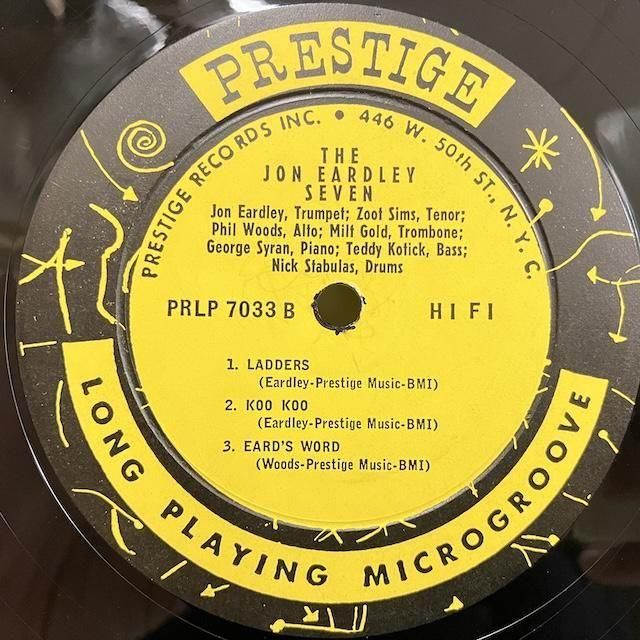 PRESTIGE
PRESTIGE RECORDS INC. • 446 W. 50th ST., N.Y.C.
THE
JON EARDLEY
SEVEN
Jon Eardley, Trumpet; Zoot Sims, Tenor;
Phil Woods, Alto; Milt Gold, Trombone;
George Syran, Piano; Teddy Kotick, Bass;
Nick Stabulas, Drums
PRLP 7033 B HI FI
1. LADDERS
(Eardley-Prestige Music-BMI)
2. KOO KOO
(Eardley-Prestige Music-BMI)
3. EARD'S WORD
(Woods-Prestige Music-BMI)
LONG PLAYING MICROGROOVE